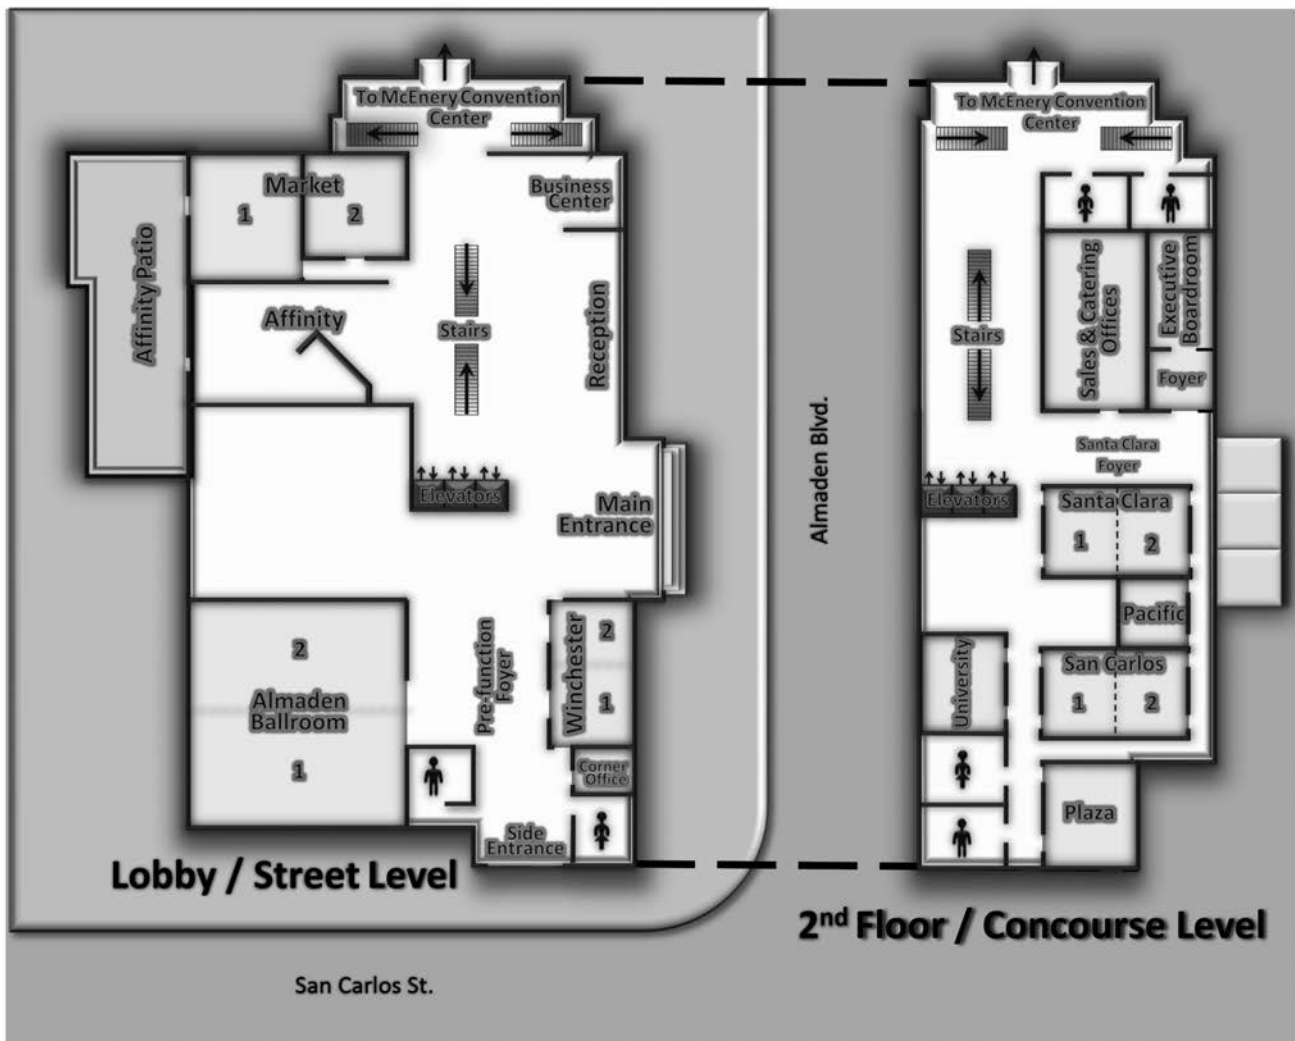 To McEnery Convention
Center
Market
1
2
Business
Center
Affinity Patio
Affinity
Stairs
Reception
Elevators
Main
Entrance
2
Almaden
Ballroom
1
Pre-function
Foyer
Winchester
2
1
Corner
Office
Side
Entrance
Lobby / Street Level
San Carlos St.
Almaden Blvd.
To McEnery Convention
Center
Stairs
Sales & Catering
Offices
Executive
Boardroom
Foyer
Santa Clara
Foyer
Elevators
Santa Clara
1
2
Pacific
University
San Carlos
1
2
Plaza
2nd Floor / Concourse Level